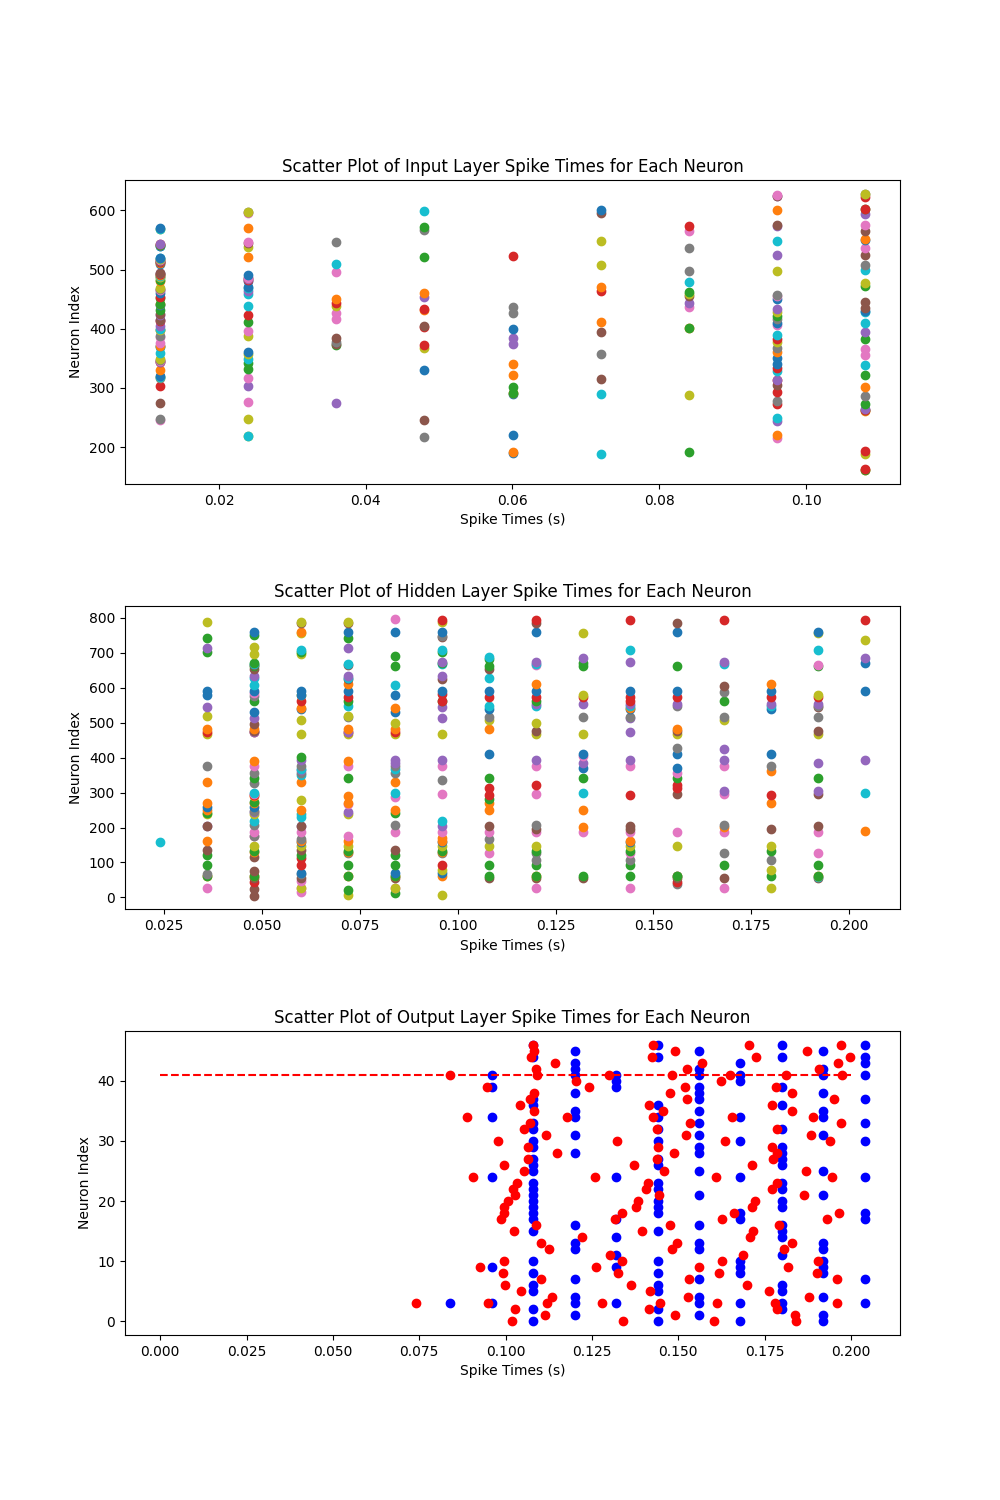 Scatter Plot of Input Layer Spike Times for Each Neuron
Neuron Index
600
500
400
300
200
0.02 0.04 0.06 0.08 0.10
Spike Times (s)
Scatter Plot of Hidden Layer Spike Times for Each Neuron
Neuron Index
800
700
600
500
400
300
200
100
0
0.025 0.050 0.075 0.100 0.125 0.150 0.175 0.200
Spike Times (s)
Scatter Plot of Output Layer Spike Times for Each Neuron
Neuron Index
40
30
20
10
0
0.000 0.025 0.050 0.075 0.100 0.125 0.150 0.175 0.200
Spike Times (s)